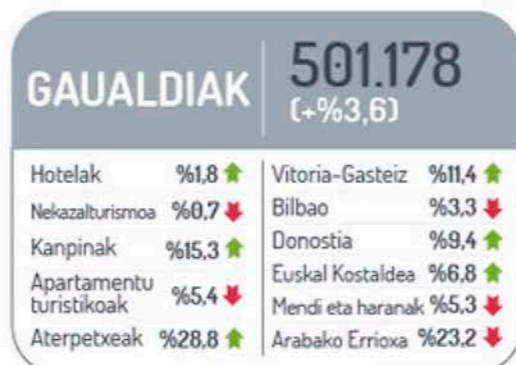 GAUALDIAK
501.178
(+%3,6)
Hotelak %1,8
Nekazalturismoa %0,7
Kanpinak %15,3
Apartamentu
turistikoak %5,4
Aterpetxeak %28,8
Vitoria-Gasteiz %11,4
Bilbao %3,3
Donostia %9,4
Euskal Kostaldea %6,8
Mendi eta haranak %5,3
Arabako Errioxa %23,2